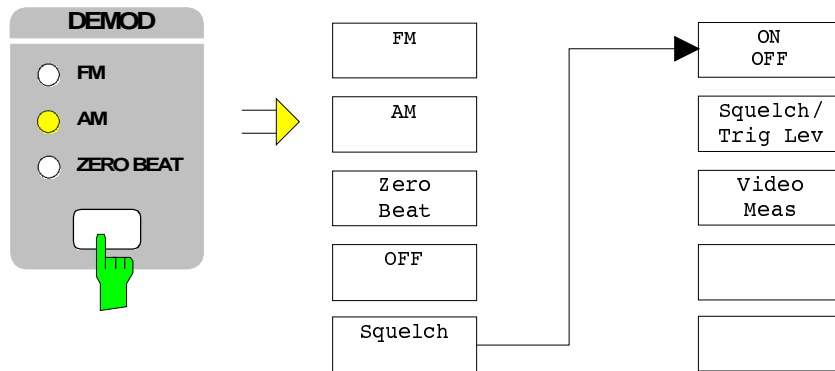 DEMOD
FM
AM
ZERO BEAT
FM
AM
Zero
Beat
OFF
Squelch
ON
OFF
Squelch/
Trig Lev
Video
Meas